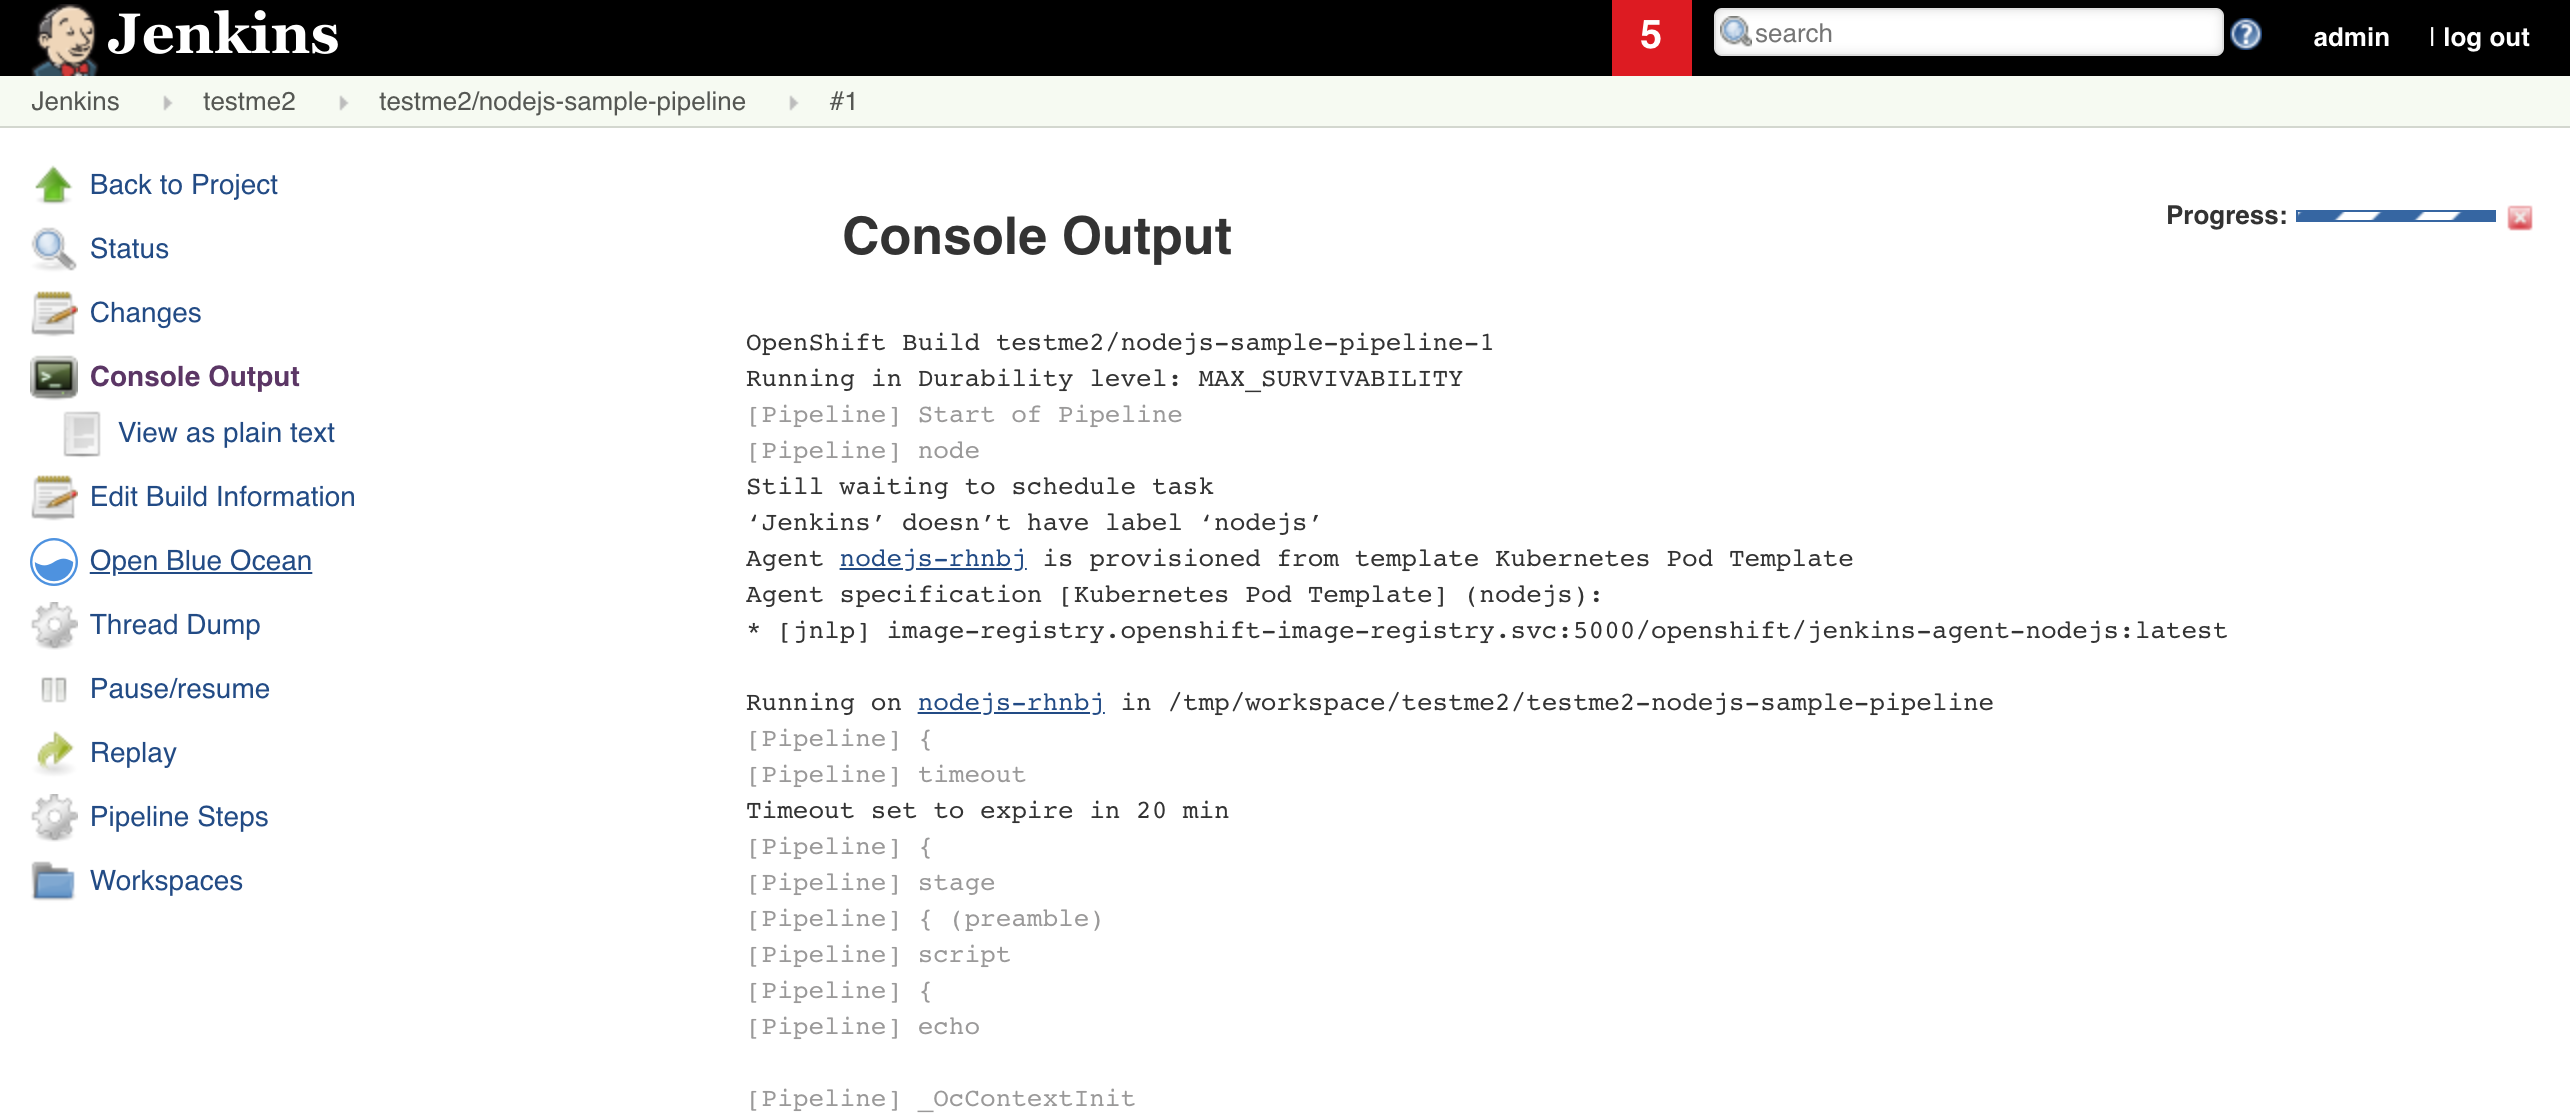 Jenkins
5
search
admin
| log out
Jenkins
testme2
testme2/nodejs-sample-pipeline
#1
Back to Project
Status
Changes
Console Output
View as plain text
Edit Build Information
Open Blue Ocean
Thread Dump
Pause/resume
Replay
Pipeline Steps
Workspaces
Console Output
Progress:
OpenShift Build testme2/nodejs-sample-pipeline-1
Running in Durability level: MAX_SURVIVABILITY
[Pipeline] Start of Pipeline
[Pipeline] node
Still waiting to schedule task
‘Jenkins’ doesn’t have label ‘nodejs’
Agent nodejs-rhnbj is provisioned from template Kubernetes Pod Template
Agent specification [Kubernetes Pod Template] (nodejs):
* [jnlp] image-registry.openshift-image-registry.svc:5000/openshift/jenkins-agent-nodejs:latest
Running on nodejs-rhnbj in /tmp/workspace/testme2/testme2-nodejs-sample-pipeline
[Pipeline] {
[Pipeline] timeout
Timeout set to expire in 20 min
[Pipeline] {
[Pipeline] stage
[Pipeline] { (preamble)
[Pipeline] script
[Pipeline] {
[Pipeline] echo
[Pipeline] _OcContextInit